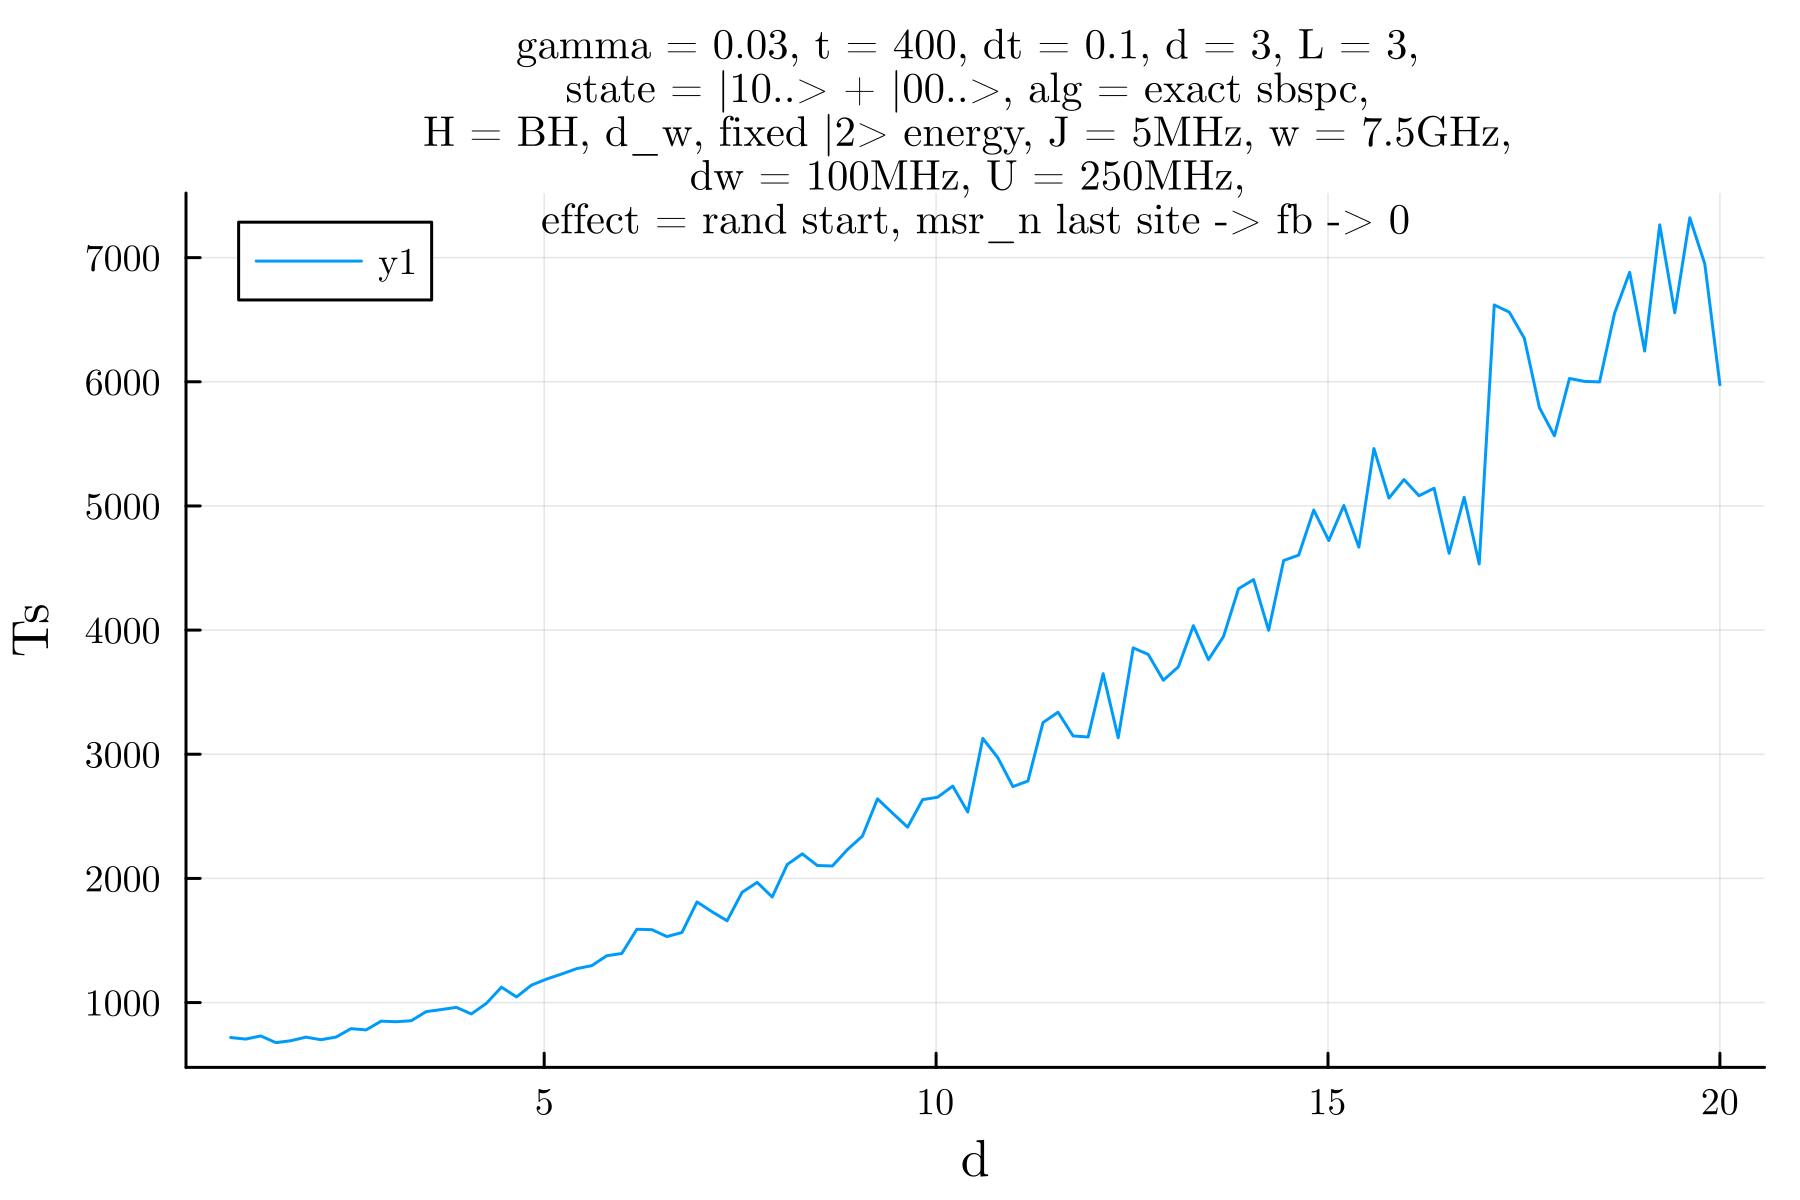 gamma = 0.03, t = 400, dt = 0.1, d = 3, L = 3,
state = |10..> + |00..>, alg = exact sbspc,
H = BH, d_w, fixed |2> energy, J = 5MHz, w = 7.5GHz,
dw = 100MHz, U = 250MHz,
effect = rand start, msr_n last site -> fb -> 0
y1
7000
6000
5000
4000
3000
2000
1000
Ts
5
10
15
20
d